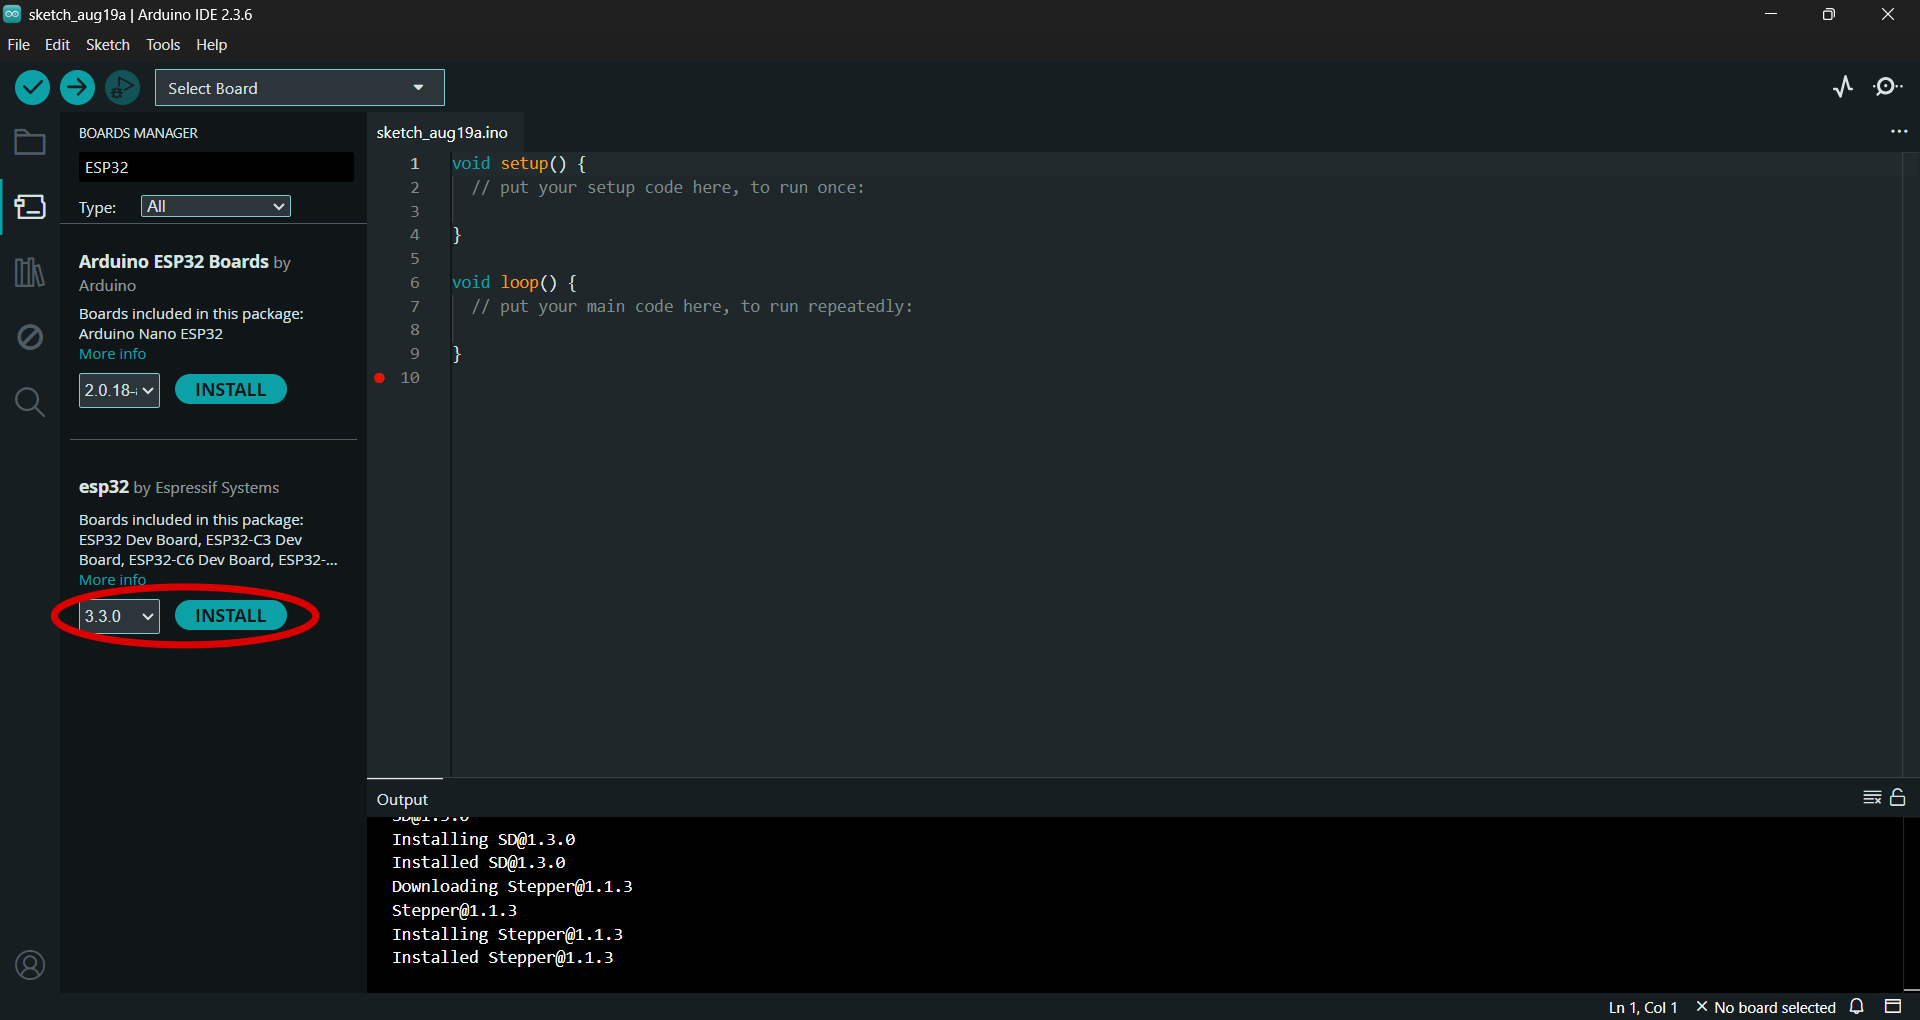 sketch_aug19a | Arduino IDE 2.3.6
File Edit Sketch Tools Help
Select Board
BOARDS MANAGER
ESP32
Type: All
Arduino ESP32 Boards by
Arduino
Boards included in this package:
Arduino Nano ESP32
More info
2.0.18- INSTALL
esp32 by Espressif Systems
Boards included in this package:
ESP32 Dev Board, ESP32-C3 Dev
Board, ESP32-C6 Dev Board, ESP32-...
More info
3.3.0 INSTALL
sketch_aug19a.ino
1 void setup() {
2 // put your setup code here, to run once:
3
4 }
5
6 void loop() {
7 // put your main code here, to run repeatedly:
8
9 }
10
Output
SD@1.3.0
Installing SD@1.3.0
Installed SD@1.3.0
Downloading Stepper@1.1.3
Stepper@1.1.3
Installing Stepper@1.1.3
Installed Stepper@1.1.3
Ln 1, Col 1 No board selected